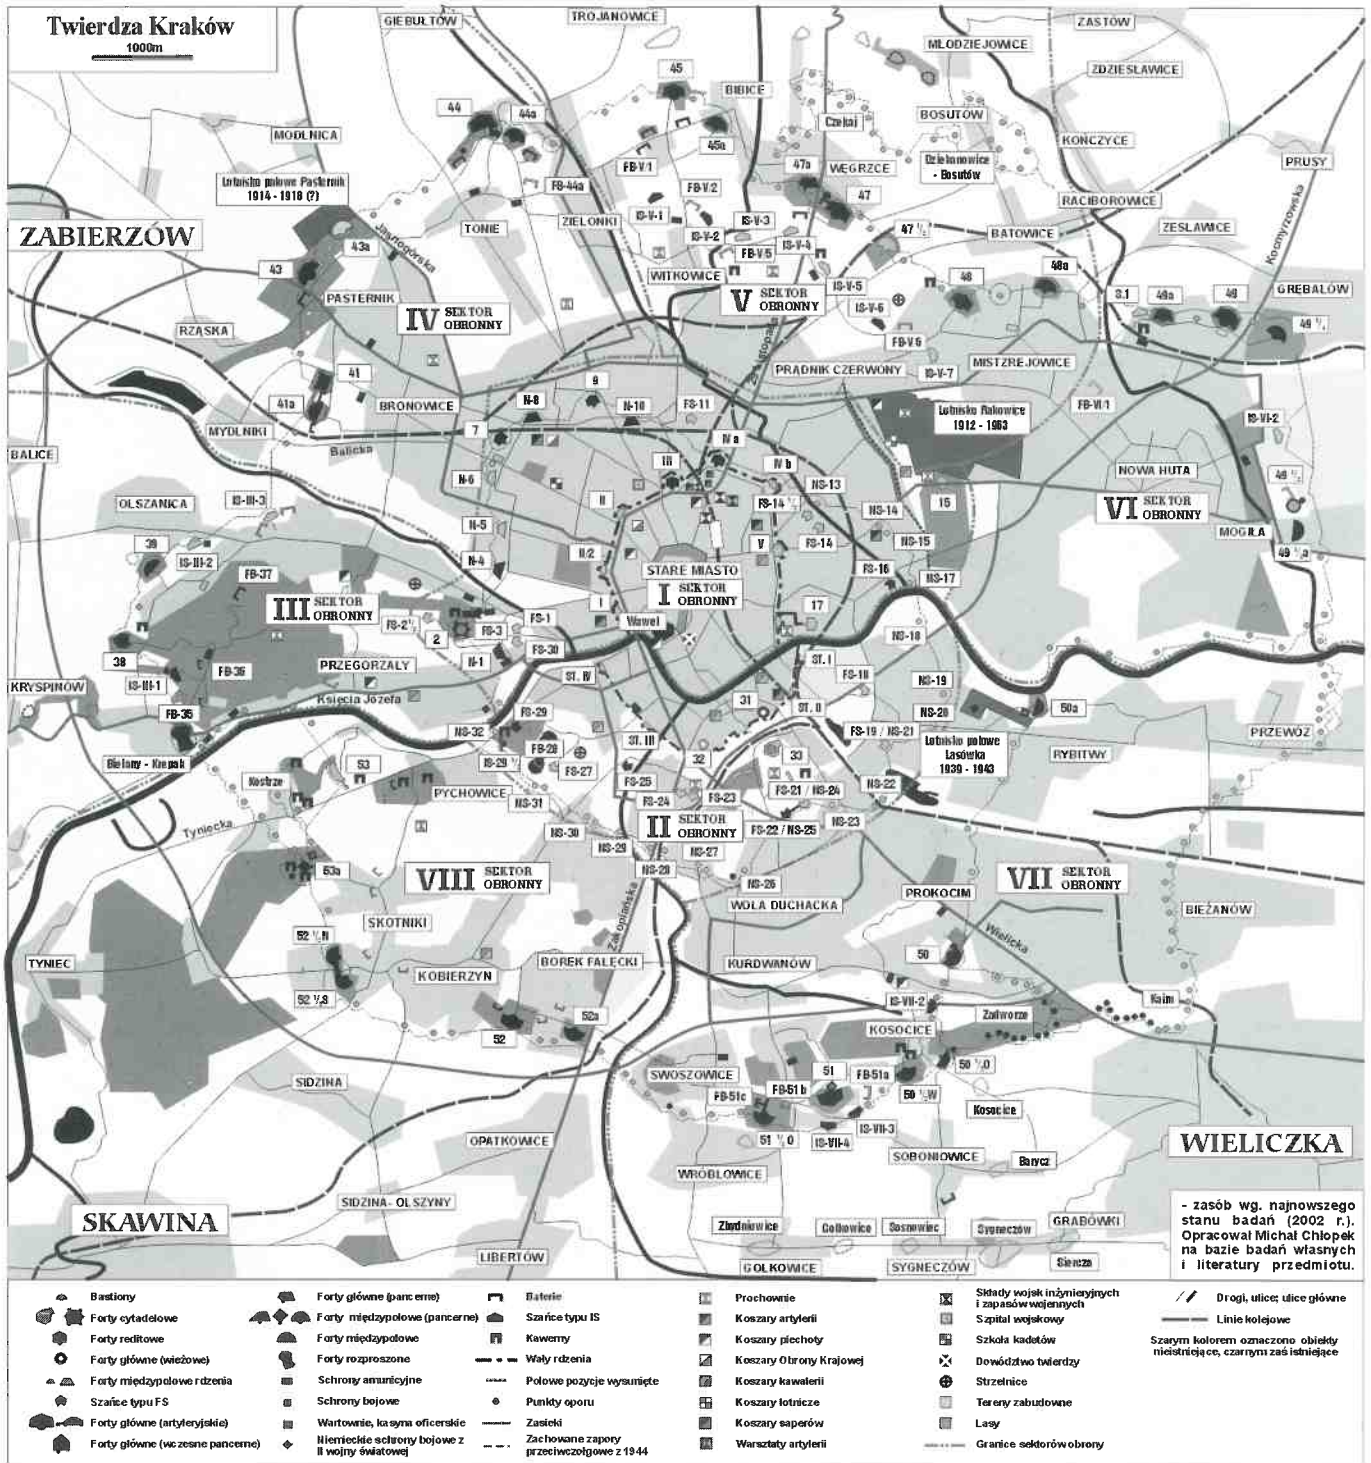 Twierdza Kraków
1000m
GIEBUŁTÓW
TROJANOWICE
ZASTÓW
MŁODZIEJOWICE
ZDZIESŁAWICE
45
BIBICE
44
44a
BOSUTÓW
Czekaj
MODLNICA
45a
KOŃCZYCE
FB-V/1
47a
WĘGRZCE
Dziekanowice
- Bosutów
PRUSY
Lotnisko polowe Pasternik
1914 - 1918 (?)
FB-44a
FB-V/2
47
RACIBOROWICE
ZABIERZÓW
TONIE
ZIELONKI
IS-V-1
IS-V-3
ZESŁAWICE
Kocmyrzowska
Jasnogórska
43a
IS-V-2
IS-V-4
47 ½
BATOWICE
43
FB-V/5
WITKOWICE
48
48a
PASTERNIK
V SEKTOR
OBRONNY
IS-V-5
IS-V-6
S.1
49a
49
GRĘBAŁÓW
IV SEKTOR
OBRONNY
49 ¼
RZĄSKA
FB-V/6
MISTRZEJOWICE
41
PRĄDNIK CZERWONY
IS-V-7
9
N-8
N-10
FS-11
41a
BRONOWICE
Lotnisko Rakowice
1912 - 1963
FB-VI/1
MYDLNIKI
7
IV a
IS-VI-2
BALICE
Balicka
III
IV b
NOWA HUTA
N-6
NS-13
OLSZANICA
IS-III-3
II
FS-14 ½
15
VI SEKTOR
OBRONNY
N-5
NS-14
MOGIŁA
39
V
FS-14
NS-15
49 ½a
IS-III-2
II/2
N-4
STARE MIASTO
FS-16
NS-17
FB-37
III SEKTOR
OBRONNY
I SEKTOR
OBRONNY
I
17
FS-2½
2
FS-3
FS-1
Wawel
NS-18
38
FB-36
PRZEGORZAŁY
N-1
FS-30
ST. I
FS-18
IS-III-1
ST. IV
NS-19
KRYSPINÓW
Księcia Józefa
31
ST. II
FB-35
FS-29
NS-20
50a
NS-32
ST. III
FS-19 / NS-21
PRZEWÓZ
Bielany - Krępak
53
FB-28
IS-29 ½
FS-27
32
33
Lotnisko polowe
Lasówka
1939 - 1943
RYBITWY
Kostrze
FS-25
PYCHOWICE
FS-24
FS-23
FS-21 / NS-24
NS-22
NS-31
Tyniecka
NS-30
II SEKTOR
OBRONNY
FS-22 / NS-25
NS-23
NS-29
NS-27
53a
VIII SEKTOR
OBRONNY
NS-28
NS-26
VII SEKTOR
OBRONNY
PROKOCIM
WOLA DUCHACKA
BIEŻANÓW
SKOTNIKI
Zakopiańska
Wielicka
52 ½N
TYNIEC
BOREK FAŁĘCKI
KURDWANÓW
50
KOBIERZYN
52 ½S
IS-VII-2
Kaim
52
52a
KOSOCICE
Zadworze
SWOSZOWICE
51
FB-51a
50 ½O
SIDZINA
FB-51b
FB-51c
50 ½W
Kosocice
IS-VII-3
OPATKOWICE
51 ½O
IS-VII-4
WIELICZKA
SOBONIOWICE
Barycz
WRÓBLOWICE
SIDZINA- OLSZYNY
SKAWINA
Zbydniowice
Gołkowice
Sosnowiec
Sygneczów
GRABÓWKI
LIBERTÓW
GOŁKOWICE
SYGNECZÓW
Siercza
- zasób wg. najnowszego
stanu badań (2002 r.).
Opracował Michał Chłopek
na bazie badań własnych
i literatury przedmiotu.
Bastiony
Forty cytadelowe
Forty reditowe
Forty główne (wieżowe)
Forty międzypolowe rdzenia
Szańce typu FS
Forty główne (artyleryjskie)
Forty główne (wczesne pancerne)
Forty główne (pancerne)
Forty międzypolowe (pancerne)
Forty międzypolowe
Forty rozproszone
Schrony amunicyjne
Schrony bojowe
Wartownie, kasyna oficerskie
Niemieckie schrony bojowe z
II wojny światowej
Baterie
Szańce typu IS
Kawerny
Wały rdzenia
Polowe pozycje wysunięte
Punkty oporu
Zasieki
Zachowane zapory
przeciwczołgowe z 1944
Prochownie
Koszary artylerii
Koszary piechoty
Koszary Obrony Krajowej
Koszary kawalerii
Koszary lotnicze
Koszary saperów
Warsztaty artylerii
Składy wojsk inżynieryjnych
i zapasów wojennych
Szpital wojskowy
Szkoła kadetów
Dowództwo twierdzy
Strzelnice
Tereny zabudowne
Lasy
Granice sektorów obrony
Drogi, ulice; ulice główne
Linie kolejowe
Szarym kolorem oznaczono obiekty
nieistniejące, czarnym zaś istniejące